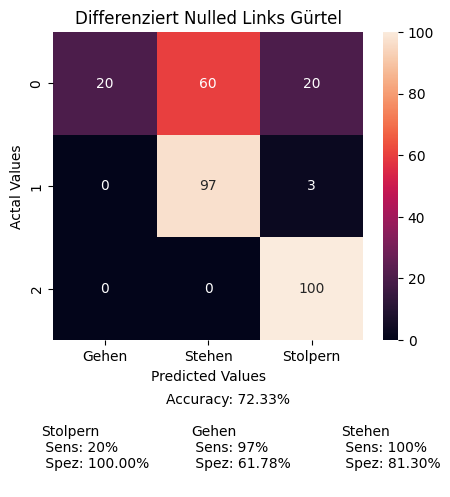 Differenziert Nulled Links Gürtel
100
0 20 60 20
80
60
Actal Values
1 0 97 3
40
20
2 0 0 100
0
Gehen Stehen Stolpern
Predicted Values
Accuracy: 72.33%
Stolpern Gehen Stehen
Sens: 20% Sens: 97% Sens: 100%
Spez: 100.00% Spez: 61.78% Spez: 81.30%